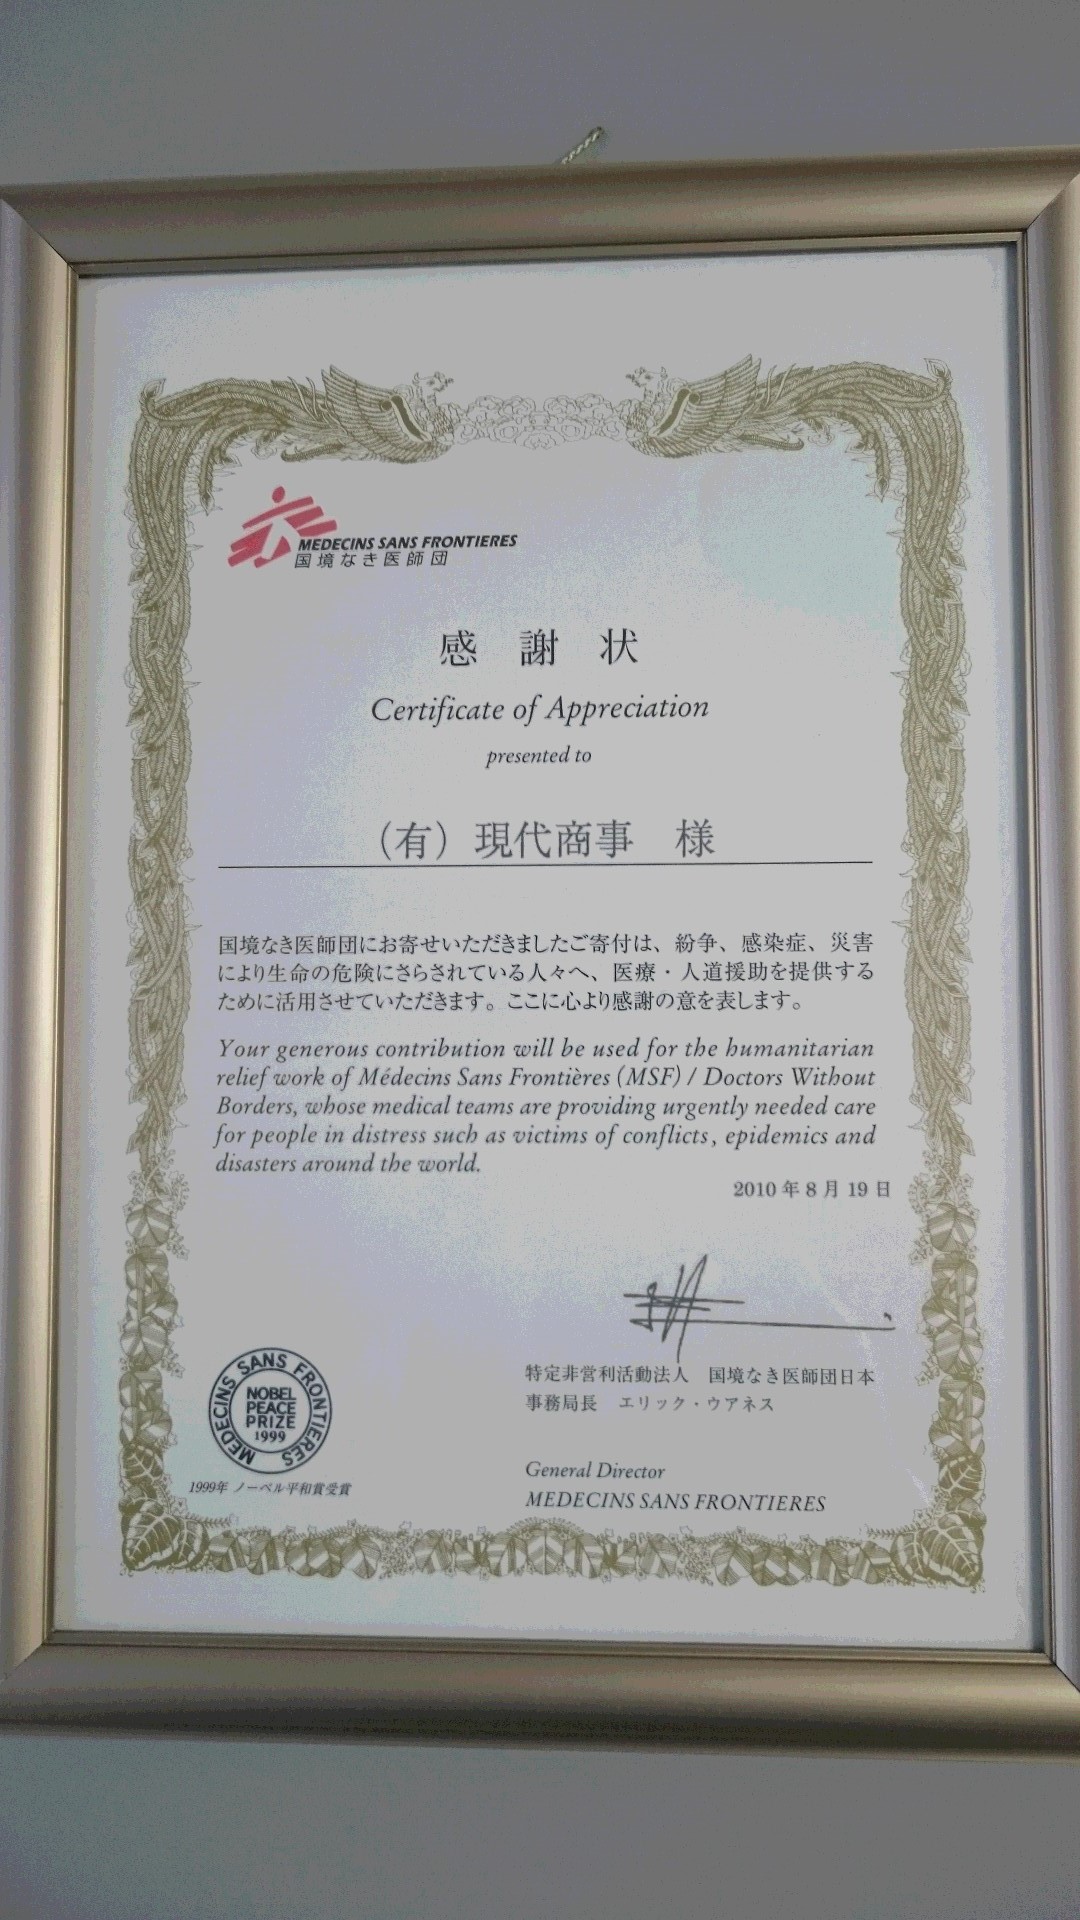 MEDECINS SANS FRONTIERES
国境なき医師団
感謝状
Certificate of Appreciation
presented to
（有）現代商事　様
国境なき医師団にお寄せいただきましたご寄付は、紛争、感染症、災害
により生命の危険にさらされている人々へ、医療・人道援助を提供する
ために活用させていただきます。ここに心より感謝の意を表します。
Your generous contribution will be used for the humanitarian
relief work of Médecins Sans Frontières (MSF) / Doctors Without
Borders, whose medical teams are providing urgently needed care
for people in distress such as victims of conflicts, epidemics and
disasters around the world.
2010年8月19日
特定非営利活動法人　国境なき医師団日本
事務局長　エリック・ウアネス
General Director
MEDECINS SANS FRONTIERES
MEDECINS SANS FRONTIERES
NOBEL
PEACE
PRIZE
1999
1999年 ノーベル平和賞受賞